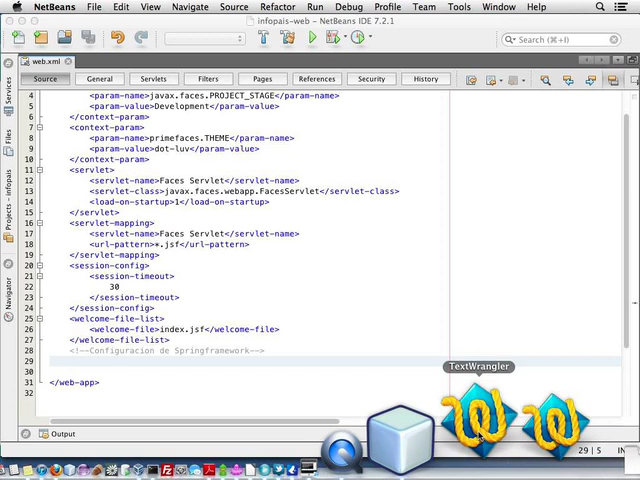 NetBeans File Edit View Navigate Source Refactor Run Debug Profile Team Tools Window Help
infopais-web - NetBeans IDE 7.2.1
Search (⌘+I)
web.xml
Source General Servlets Filters Pages References Security History
Services
Files
Projects - infopais
Navigator
4 <param-name>javax.faces.PROJECT_STAGE</param-name>
5 <param-value>Development</param-value>
6 </context-param>
7 <context-param>
8 <param-name>primefaces.THEME</param-name>
9 <param-value>dot-luv</param-value>
10 </context-param>
11 <servlet>
12 <servlet-name>Faces Servlet</servlet-name>
13 <servlet-class>javax.faces.webapp.FacesServlet</servlet-class>
14 <load-on-startup>1</load-on-startup>
15 </servlet>
16 <servlet-mapping>
17 <servlet-name>Faces Servlet</servlet-name>
18 <url-pattern>*.jsf</url-pattern>
19 </servlet-mapping>
20 <session-config>
21 <session-timeout>
22 30
23 </session-timeout>
24 </session-config>
25 <welcome-file-list>
26 <welcome-file>index.jsf</welcome-file>
27 </welcome-file-list>
28 <!--Configuracion de Springframework-->
29
30
31 </web-app>
32
TextWrangler
Output
29 | 5